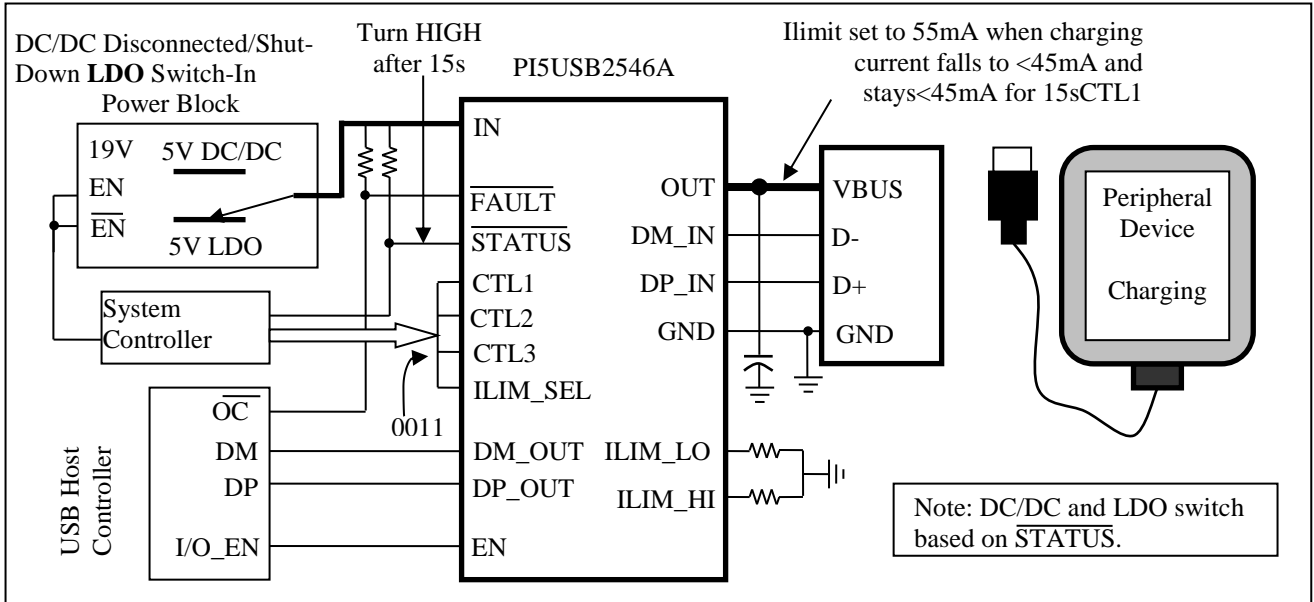 DC/DC Disconnected/Shut-
Down LDO Switch-In
Power Block
Turn HIGH
after 15s
PI5USB2546A
Ilimit set to 55mA when charging
current falls to <45mA and
stays<45mA for 15sCTL1
19V
5V DC/DC
EN
EN
5V LDO
System
Controller
USB Host
Controller
OC
DM
DP
I/O_EN
0011
IN
FAULT
STATUS
CTL1
CTL2
CTL3
ILIM_SEL
DM_OUT
DP_OUT
EN
OUT
DM_IN
DP_IN
GND
ILIM_LO
ILIM_HI
VBUS
D-
D+
GND
Peripheral
Device
Charging
Note: DC/DC and LDO switch
based on STATUS.